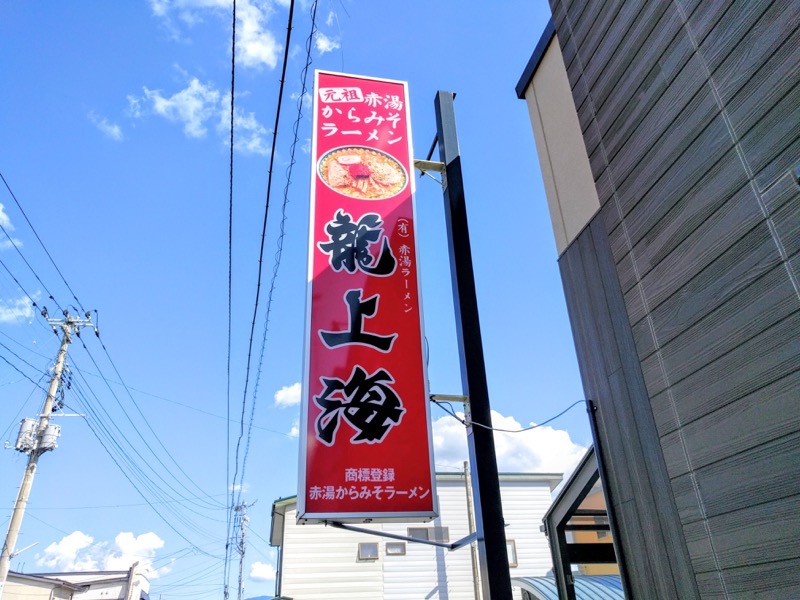 元祖赤湯
からみそ
ラーメン
(有)赤湯ラーメン
龍上海
商標登録
赤湯からみそラーメン